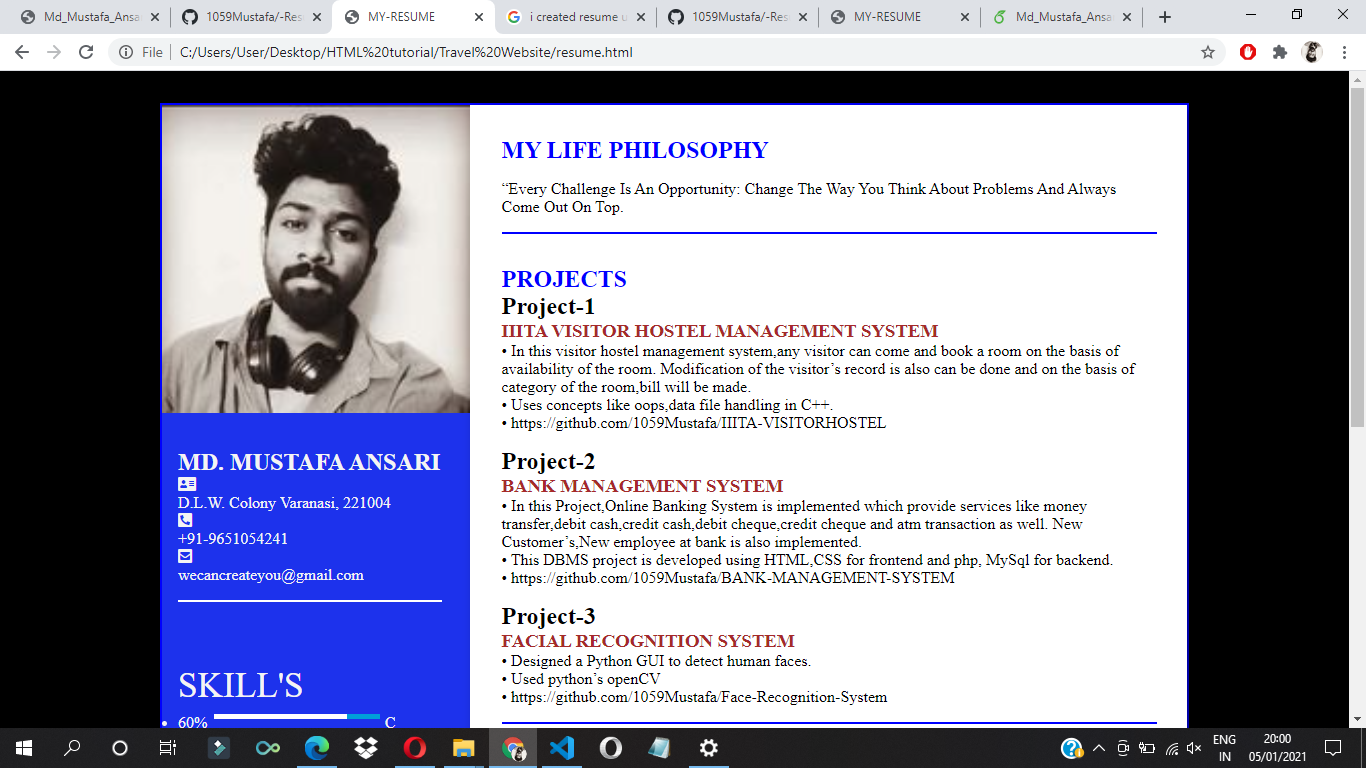 Md_Mustafa_Ansa
1059Mustafa/-Res
MY-RESUME
i created resume u
1059Mustafa/-Res
MY-RESUME
Md_Mustafa_Ansa
File
C:/Users/User/Desktop/HTML%20tutorial/Travel%20Website/resume.html
MD. MUSTAFA ANSARI
D.L.W. Colony Varanasi, 221004
+91-9651054241
wecancreateyou@gmail.com
SKILL'S
• 60% C
MY LIFE PHILOSOPHY
“Every Challenge Is An Opportunity: Change The Way You Think About Problems And Always
Come Out On Top.
PROJECTS
Project-1
IIITA VISITOR HOSTEL MANAGEMENT SYSTEM
• In this visitor hostel management system,any visitor can come and book a room on the basis of
availability of the room. Modification of the visitor’s record is also can be done and on the basis of
category of the room,bill will be made.
• Uses concepts like oops,data file handling in C++.
• https://github.com/1059Mustafa/IIITA-VISITORHOSTEL
Project-2
BANK MANAGEMENT SYSTEM
• In this Project,Online Banking System is implemented which provide services like money
transfer,debit cash,credit cash,debit cheque,credit cheque and atm transaction as well. New
Customer’s,New employee at bank is also implemented.
• This DBMS project is developed using HTML,CSS for frontend and php, MySql for backend.
• https://github.com/1059Mustafa/BANK-MANAGEMENT-SYSTEM
Project-3
FACIAL RECOGNITION SYSTEM
• Designed a Python GUI to detect human faces.
• Used python’s openCV
• https://github.com/1059Mustafa/Face-Recognition-System
ENG
IN
20:00
05/01/2021